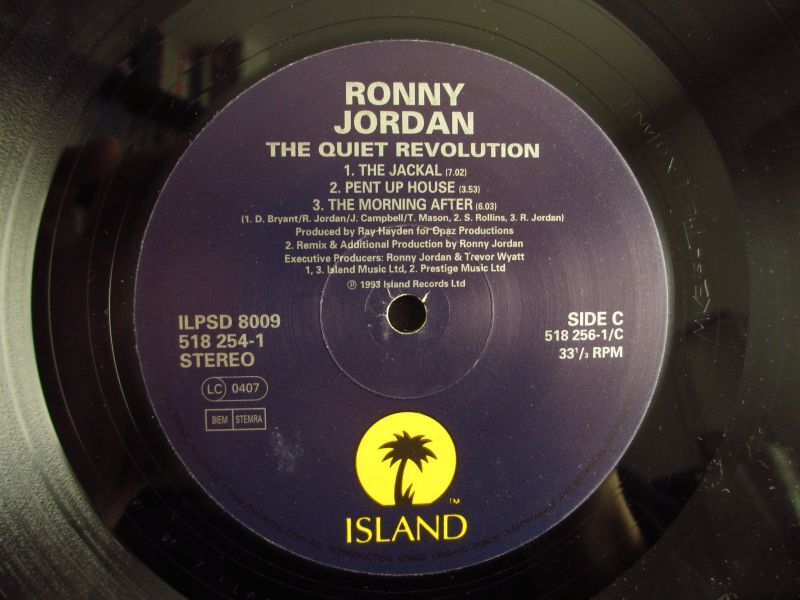 RONNY
JORDAN
THE QUIET REVOLUTION
1. THE JACKAL (7.02)
2. PENT UP HOUSE (3.53)
3. THE MORNING AFTER (6.03)
(1. D. Bryant/R. Jordan/J. Campbell/T. Mason, 2. S. Rollins, 3. R. Jordan)
Produced by Ray Hayden for Opaz Productions
2. Remix & Additional Production by Ronny Jordan
Executive Producers: Ronny Jordan & Trevor Wyatt
1, 3. Island Music Ltd, 2. Prestige Music Ltd
℗ 1993 Island Records Ltd
ILPSD 8009
518 254-1
STEREO
LC 0407
BIEM STEMRA
SIDE C
518 256-1/C
33¹/₃ RPM
TM
ISLAND